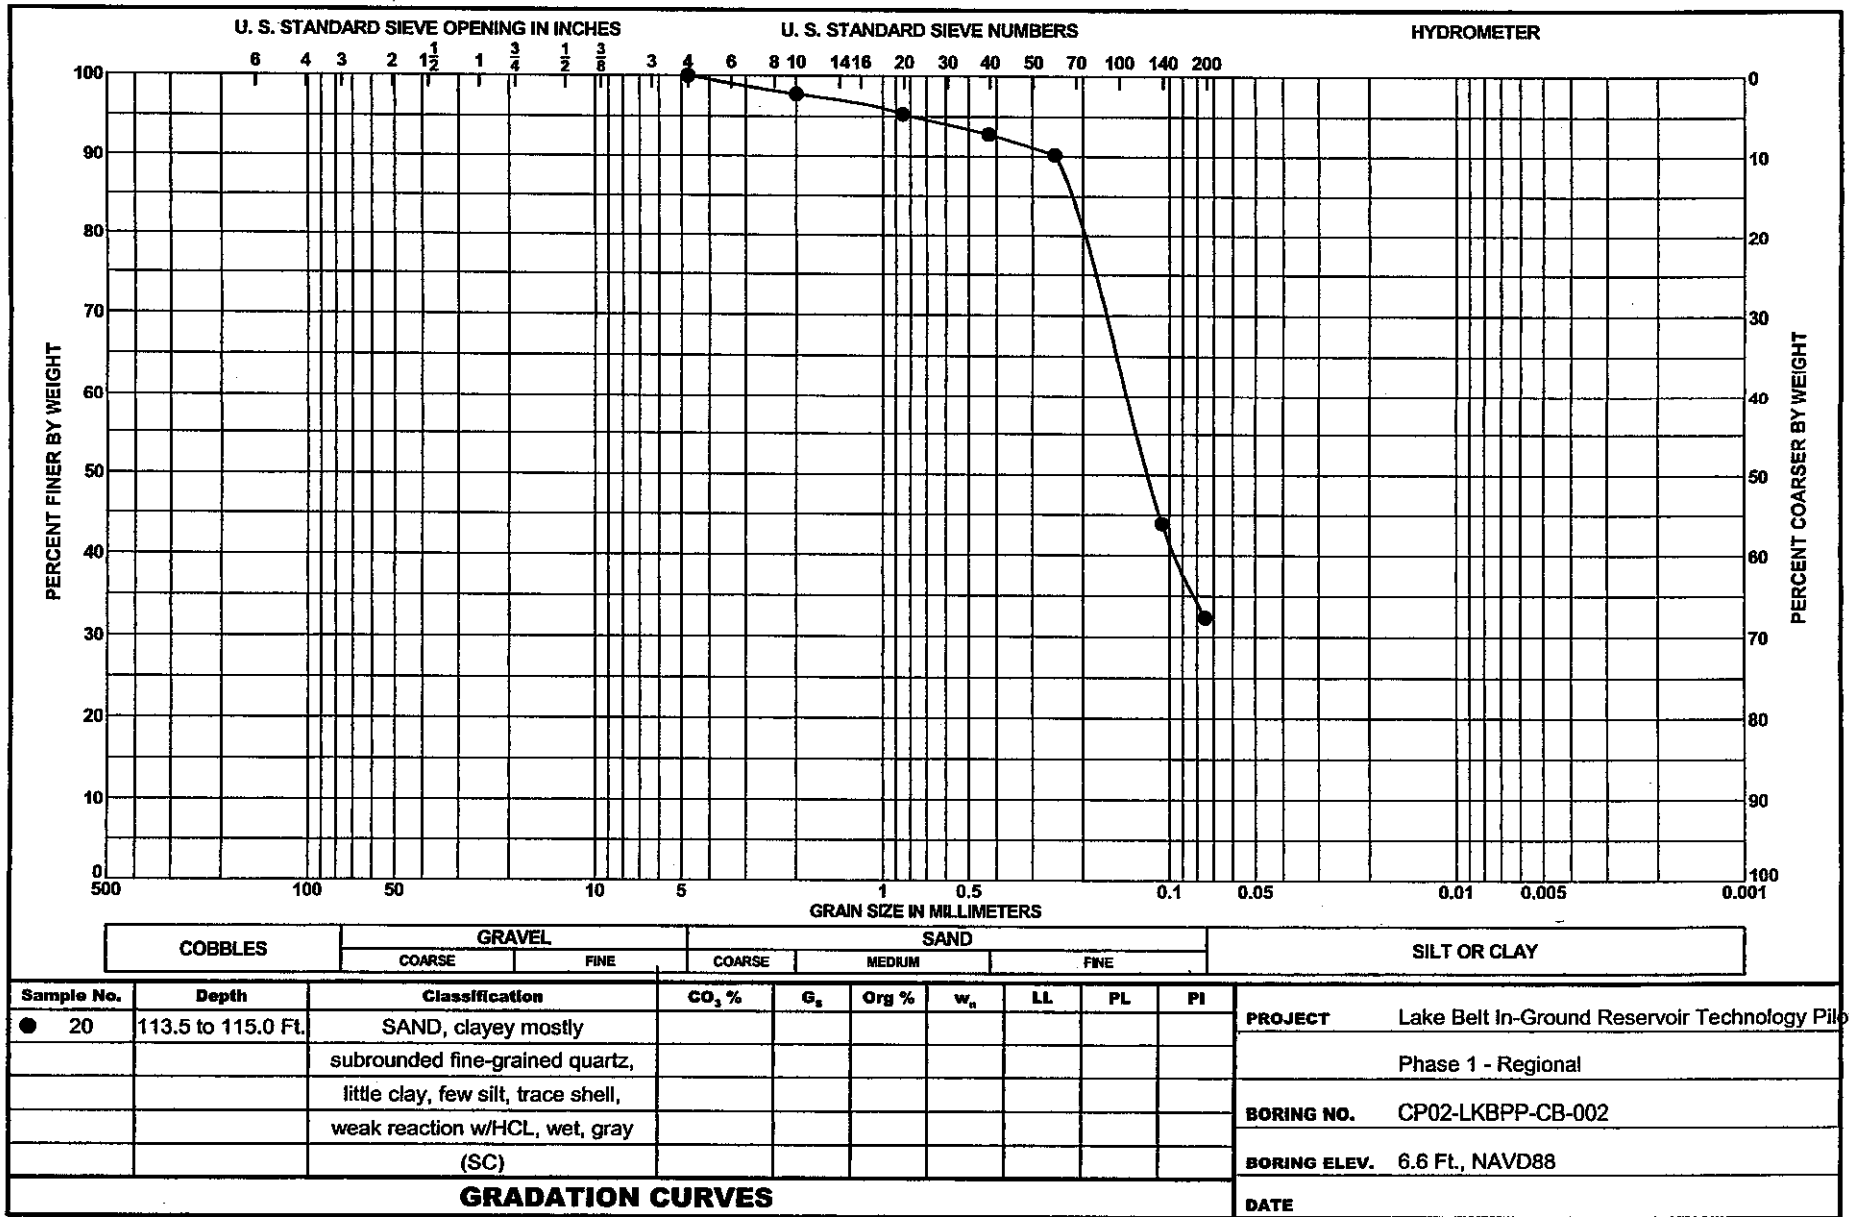 U. S. STANDARD SIEVE OPENING IN INCHES U. S. STANDARD SIEVE NUMBERS HYDROMETER
6 4 3 2 1 1/2 1 3/4 1/2 3/8 3 4 6 8 10 14 16 20 30 40 50 70 100 140 200
100 0
90 10
80 20
70 30
60 40
50 50
40 60
30 70
20 80
10 90
0 100
PERCENT FINER BY WEIGHT
PERCENT COARSER BY WEIGHT
500 100 50 10 5 1 0.5 0.1 0.05 0.01 0.005 0.001
GRAIN SIZE IN MILLIMETERS
COBBLES GRAVEL SAND SILT OR CLAY
COARSE FINE COARSE MEDIUM FINE
Sample No. Depth Classification CO₃ % Gₛ Org % wₙ LL PL PI
20 113.5 to 115.0 Ft. SAND, clayey mostly
subrounded fine-grained quartz,
little clay, few silt, trace shell,
weak reaction w/HCL, wet, gray
(SC)
PROJECT Lake Belt In-Ground Reservoir Technology Pilo
Phase 1 - Regional
BORING NO. CP02-LKBPP-CB-002
BORING ELEV. 6.6 Ft., NAVD88
DATE
GRADATION CURVES